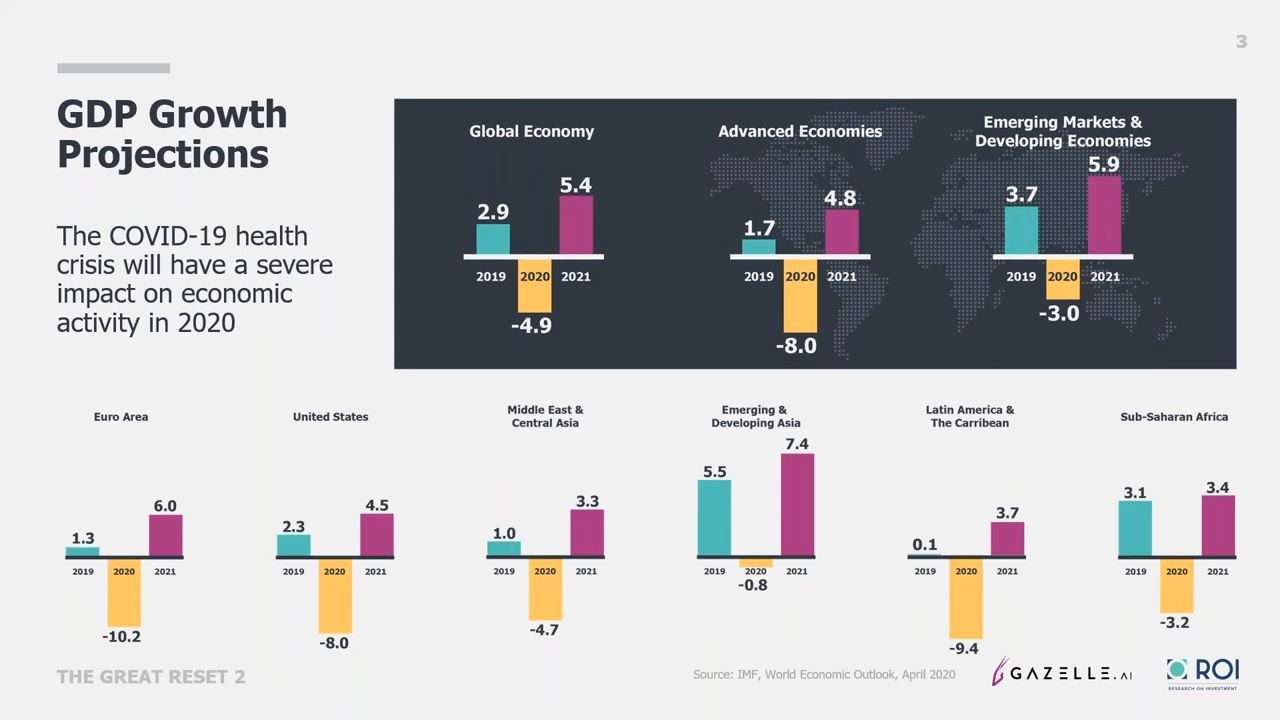 3
GDP Growth
Projections
The COVID-19 health
crisis will have a severe
impact on economic
activity in 2020
Global Economy
2.9
5.4
2019 2020 2021
-4.9
Advanced Economies
1.7
4.8
2019 2020 2021
-8.0
Emerging Markets &
Developing Economies
3.7
5.9
2019 2020 2021
-3.0
Euro Area
1.3
6.0
2019 2020 2021
-10.2
United States
2.3
4.5
2019 2020 2021
-8.0
Middle East &
Central Asia
1.0
3.3
2019 2020 2021
-4.7
Emerging &
Developing Asia
5.5
7.4
2019 2020 2021
-0.8
Latin America &
The Carribean
0.1
3.7
2019 2020 2021
-9.4
Sub-Saharan Africa
3.1
3.4
2019 2020 2021
-3.2
THE GREAT RESET 2
Source: IMF, World Economic Outlook, April 2020
GAZELLE.AI
ROI
RESEARCH ON INVESTMENT